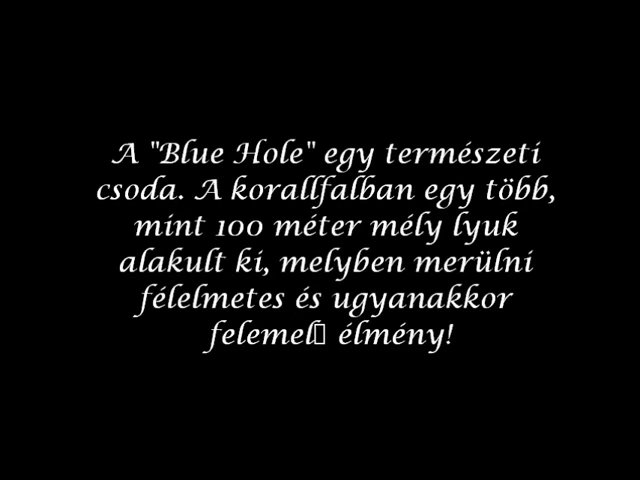 A "Blue Hole" egy természeti
csoda. A korallfalban egy több,
mint 100 méter mély lyuk
alakult ki, melyben merülni
félelmetes és ugyanakkor
felemel▯ élmény!